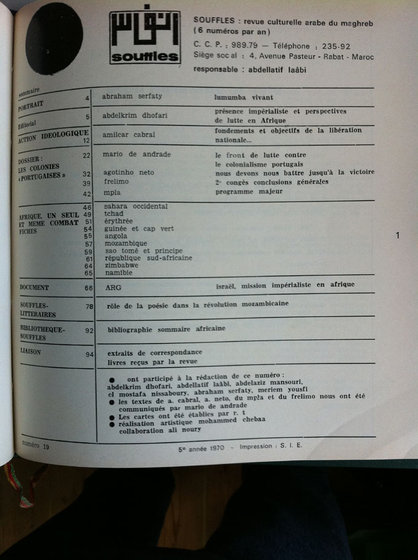 أنفاس
souffles
SOUFFLES : revue culturelle arabe du maghreb
( 6 numéros par an )
C. C. P. : 989.79 — Téléphone : 235-92
Siège social : 4, Avenue Pasteur - Rabat - Maroc
responsable : abdellatif laâbi
sommaire
PORTRAIT 4 abraham serfaty lumumba vivant
Editorial 5 abdelkrim dhofari présence impérialiste et perspectives
de lutte en Afrique
ACTION IDEOLOGIQUE
12 amilcar cabral fondements et objectifs de la libération
nationale...
DOSSIER : 22 mario de andrade le front de lutte contre
LES COLONIES le colonialisme portugais
« PORTUGAISES » 32 agotinho neto nous devons nous battre jusqu'à la victoire
39 frelimo 2e congés conclusions générales
42 mpla programme majeur
46 sahara occidental
AFRIQUE, UN SEUL 49 tchad
ET MÊME COMBAT 51 érythrée
FICHES 54 guinée et cap vert
55 angola
57 mozambique
59 sao tomé et principe
61 république sud-africaine
64 zimbabwe
65 namibie
DOCUMENT 66 ARG israël, mission impérialiste en afrique
SOUFFLES- 78 rôle de la poésie dans la révolution mozambicaine
LITTERAIRES
BIBLIOTHEQUE- 92 bibliographie sommaire africaine
SOUFFLES
LIAISON 94 extraits de correspondance
livres reçus par la revue
● ont participé à la rédaction de ce numéro :
abdelkrim dhofari, abdellatif laâbi, abdelaziz mansouri,
el mostafa nissaboury, abraham serfaty, meriem yousfi
● les textes de a. cabral, a. neto, du mpla et du frelimo nous ont été
communiqués par mario de andrade
● Les cartes ont été établies par r. t
● réalisation artistique mohammed chebaa
collaboration ali noury
numéro 19
5e année 1970 - Impression : S. I. E.
1